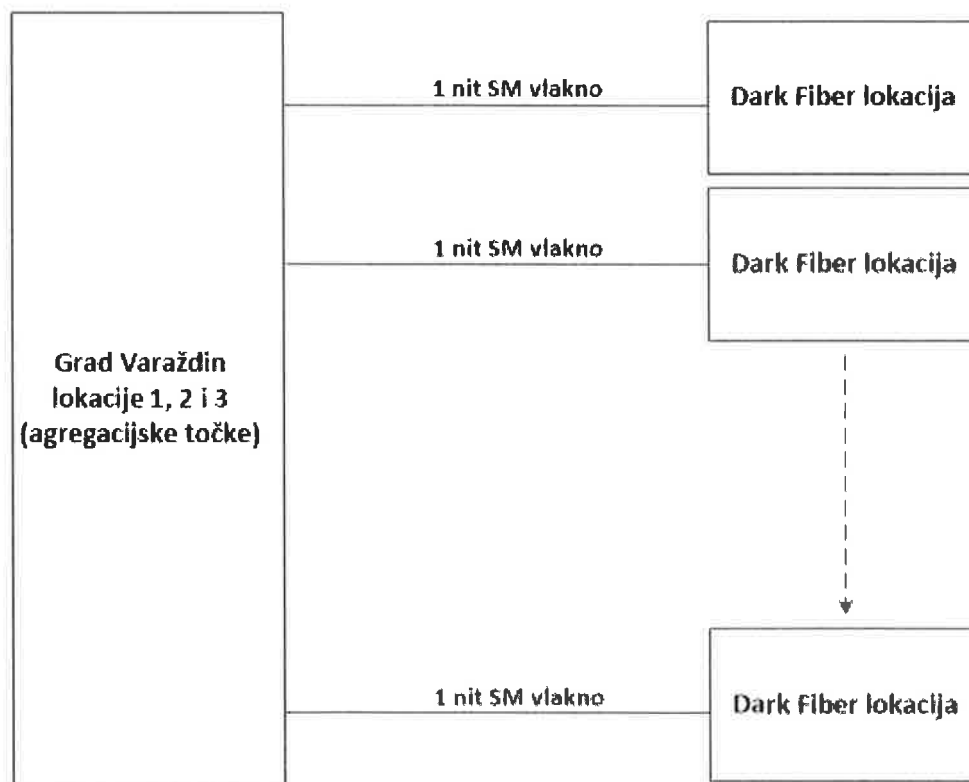 1 nit SM vlakno
Dark Fiber lokacija
1 nit SM vlakno
Dark Fiber lokacija
Grad Varaždin
lokacije 1, 2 i 3
(agregacijske točke)
1 nit SM vlakno
Dark Fiber lokacija